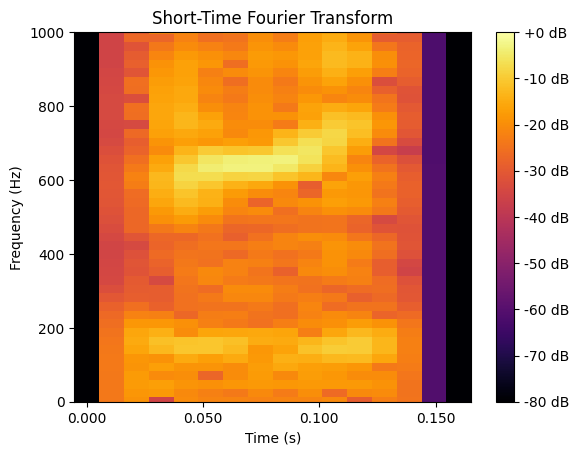 Short-Time Fourier Transform
1000
800
600
400
200
0
Frequency (Hz)
0.000
0.050
0.100
0.150
Time (s)
+0 dB
-10 dB
-20 dB
-30 dB
-40 dB
-50 dB
-60 dB
-70 dB
-80 dB